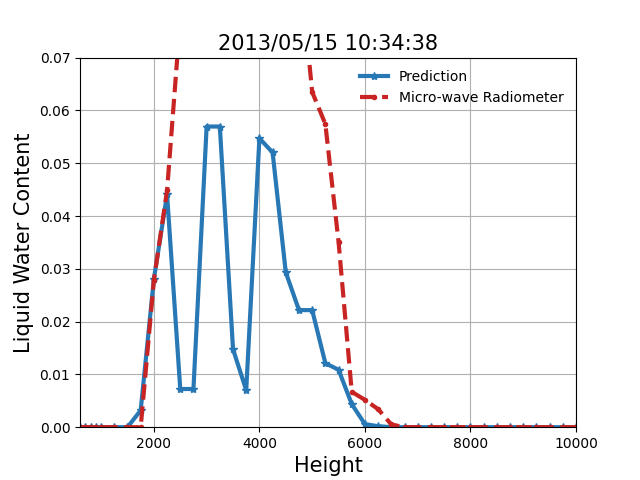 2013/05/15 10:34:38
0.07
0.06
0.05
0.04
0.03
0.02
0.01
0.00
Liquid Water Content
Prediction
Micro-wave Radiometer
2000 4000 6000 8000 10000
Height